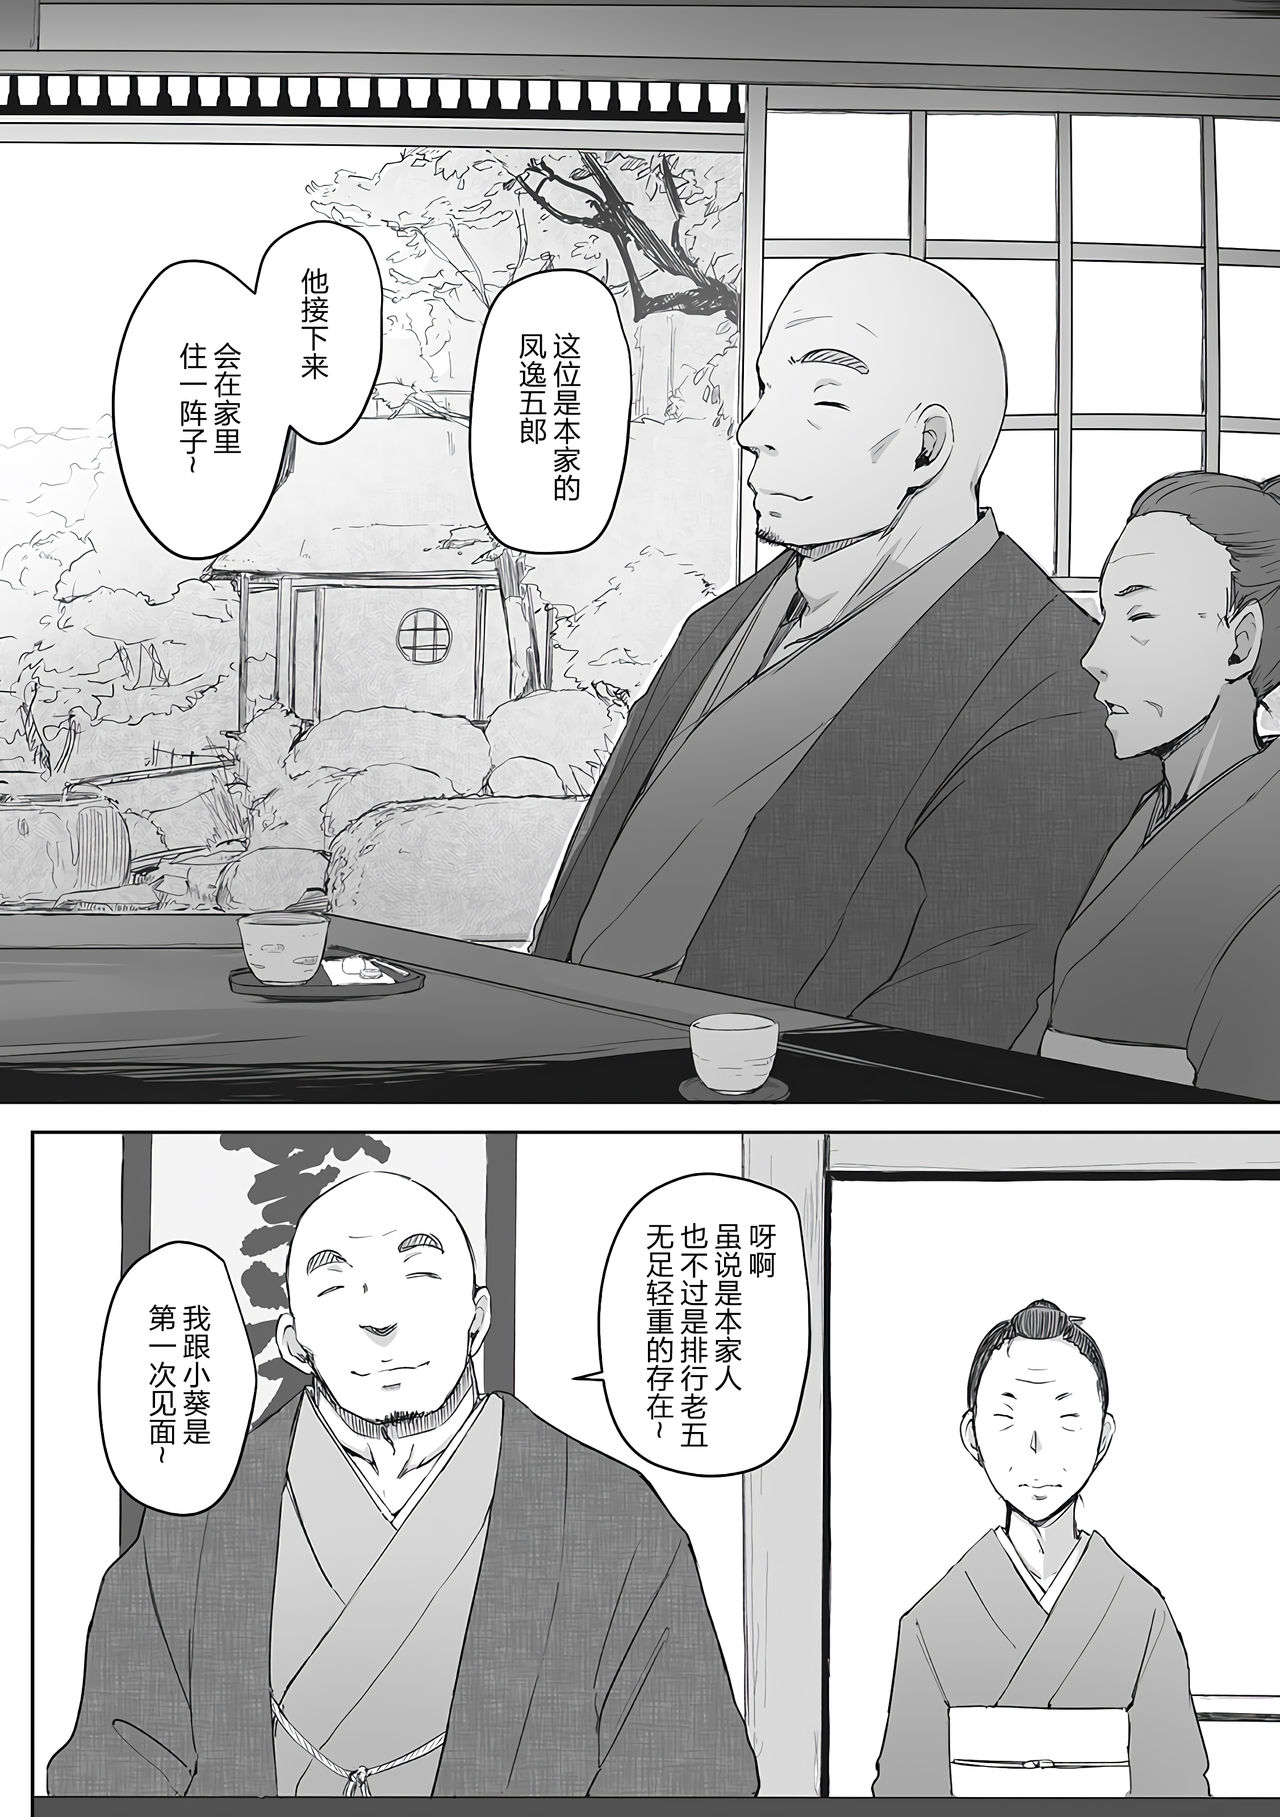 这位是本家的
凤逸五郎
他接下来
会在家里
住一阵子~
呀啊
虽说是本家人
也不过是排行老五
无足轻重的存在~
我跟小葵是
第一次见面~